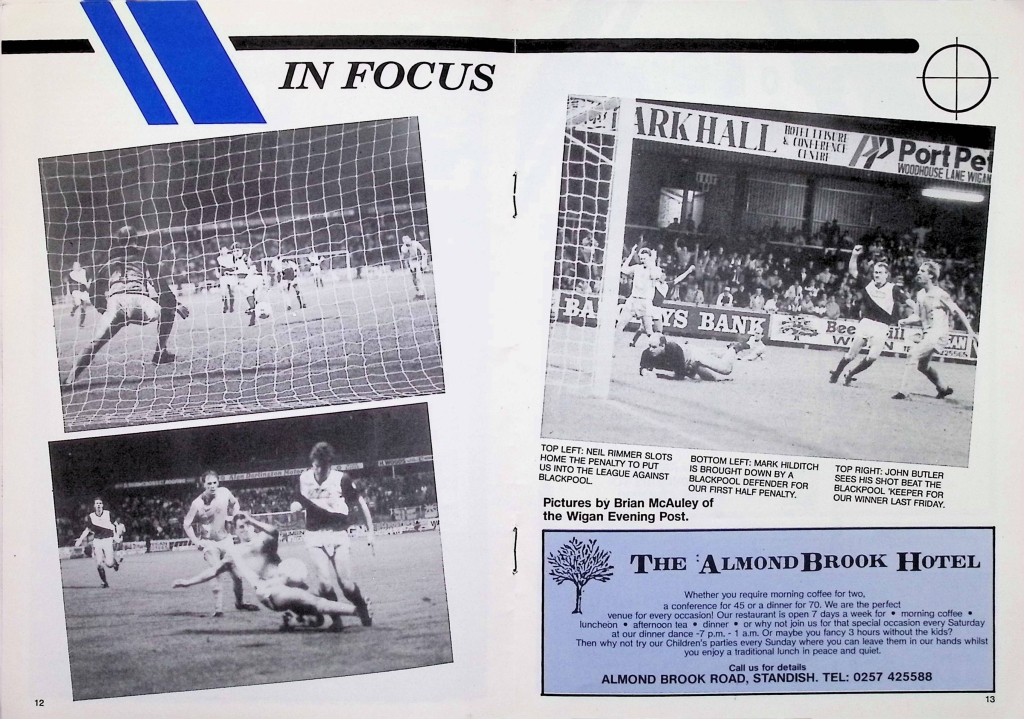 IN FOCUS
ARK HALL
HOTEL LEISURE
& CONFERENCE
CENTRE
Port Pet
WOODHOUSE LANE WIGAN
YS BANK
TOP LEFT: NEIL RIMMER SLOTS
HOME THE PENALTY TO PUT
US INTO THE LEAGUE AGAINST
BLACKPOOL.
BOTTOM LEFT: MARK HILDITCH
IS BROUGHT DOWN BY A
BLACKPOOL DEFENDER FOR
OUR FIRST HALF PENALTY.
TOP RIGHT: JOHN BUTLER
SEES HIS SHOT BEAT THE
BLACKPOOL 'KEEPER FOR
OUR WINNER LAST FRIDAY.
Pictures by Brian McAuley of
the Wigan Evening Post.
THE ALMOND BROOK HOTEL
Whether you require morning coffee for two,
a conference for 45 or a dinner for 70. We are the perfect
venue for every occasion! Our restaurant is open 7 days a week for • morning coffee •
luncheon • afternoon tea • dinner • or why not join us for that special occasion every Saturday
at our dinner dance -7 p.m. - 1 a.m. Or maybe you fancy 3 hours without the kids?
Then why not try our Children's parties every Sunday where you can leave them in our hands whilst
you enjoy a traditional lunch in peace and quiet.
Call us for details
ALMOND BROOK ROAD, STANDISH. TEL: 0257 425588
12
13